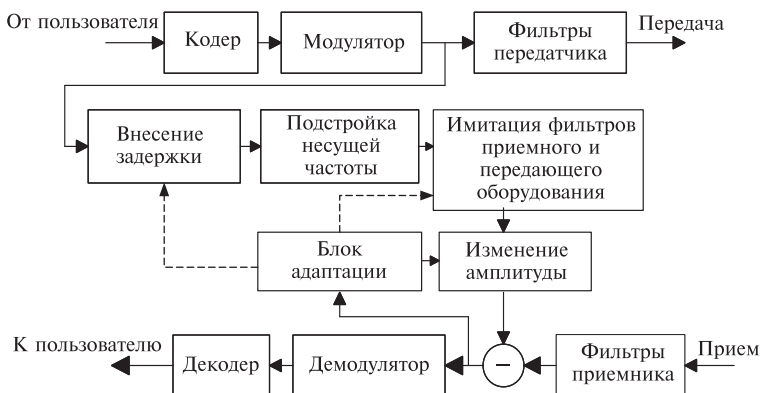 От пользователя
Кодер
Модулятор
Фильтры
передатчика
Передача
Внесение
задержки
Подстройка
несущей
частоты
Имитация фильтров
приемного и
передающего
оборудования
Блок
адаптации
Изменение
амплитуды
К пользователю
Декодер
Демодулятор
−
Фильтры
приемника
Прием